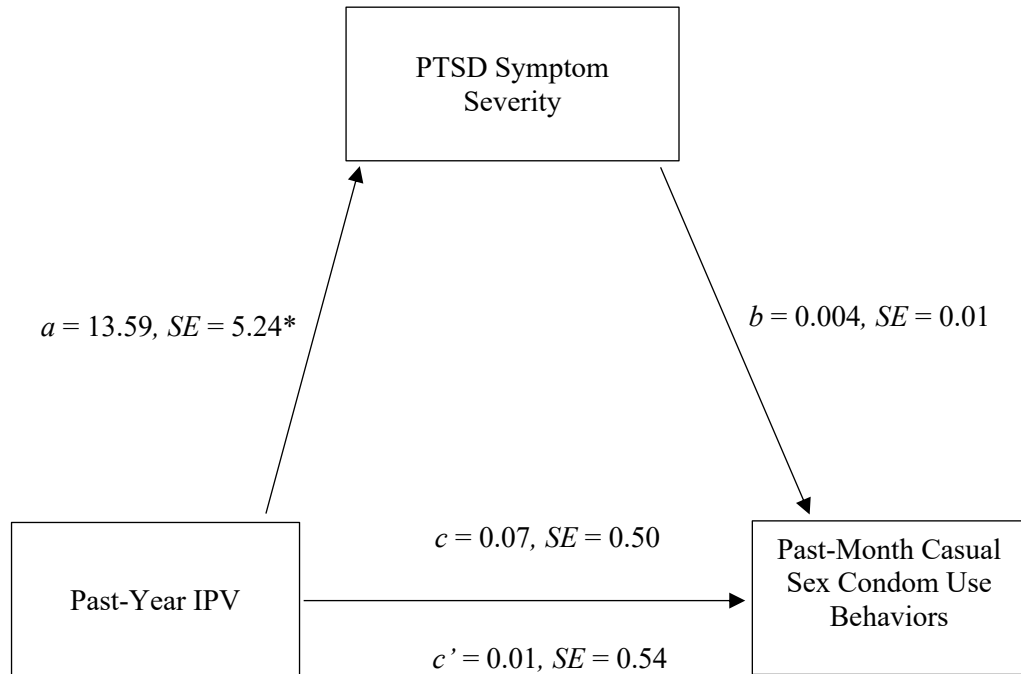 PTSD Symptom
Severity
a = 13.59, SE = 5.24*
b = 0.004, SE = 0.01
c = 0.07, SE = 0.50
Past-Year IPV
Past-Month Casual
Sex Condom Use
Behaviors
c’ = 0.01, SE = 0.54